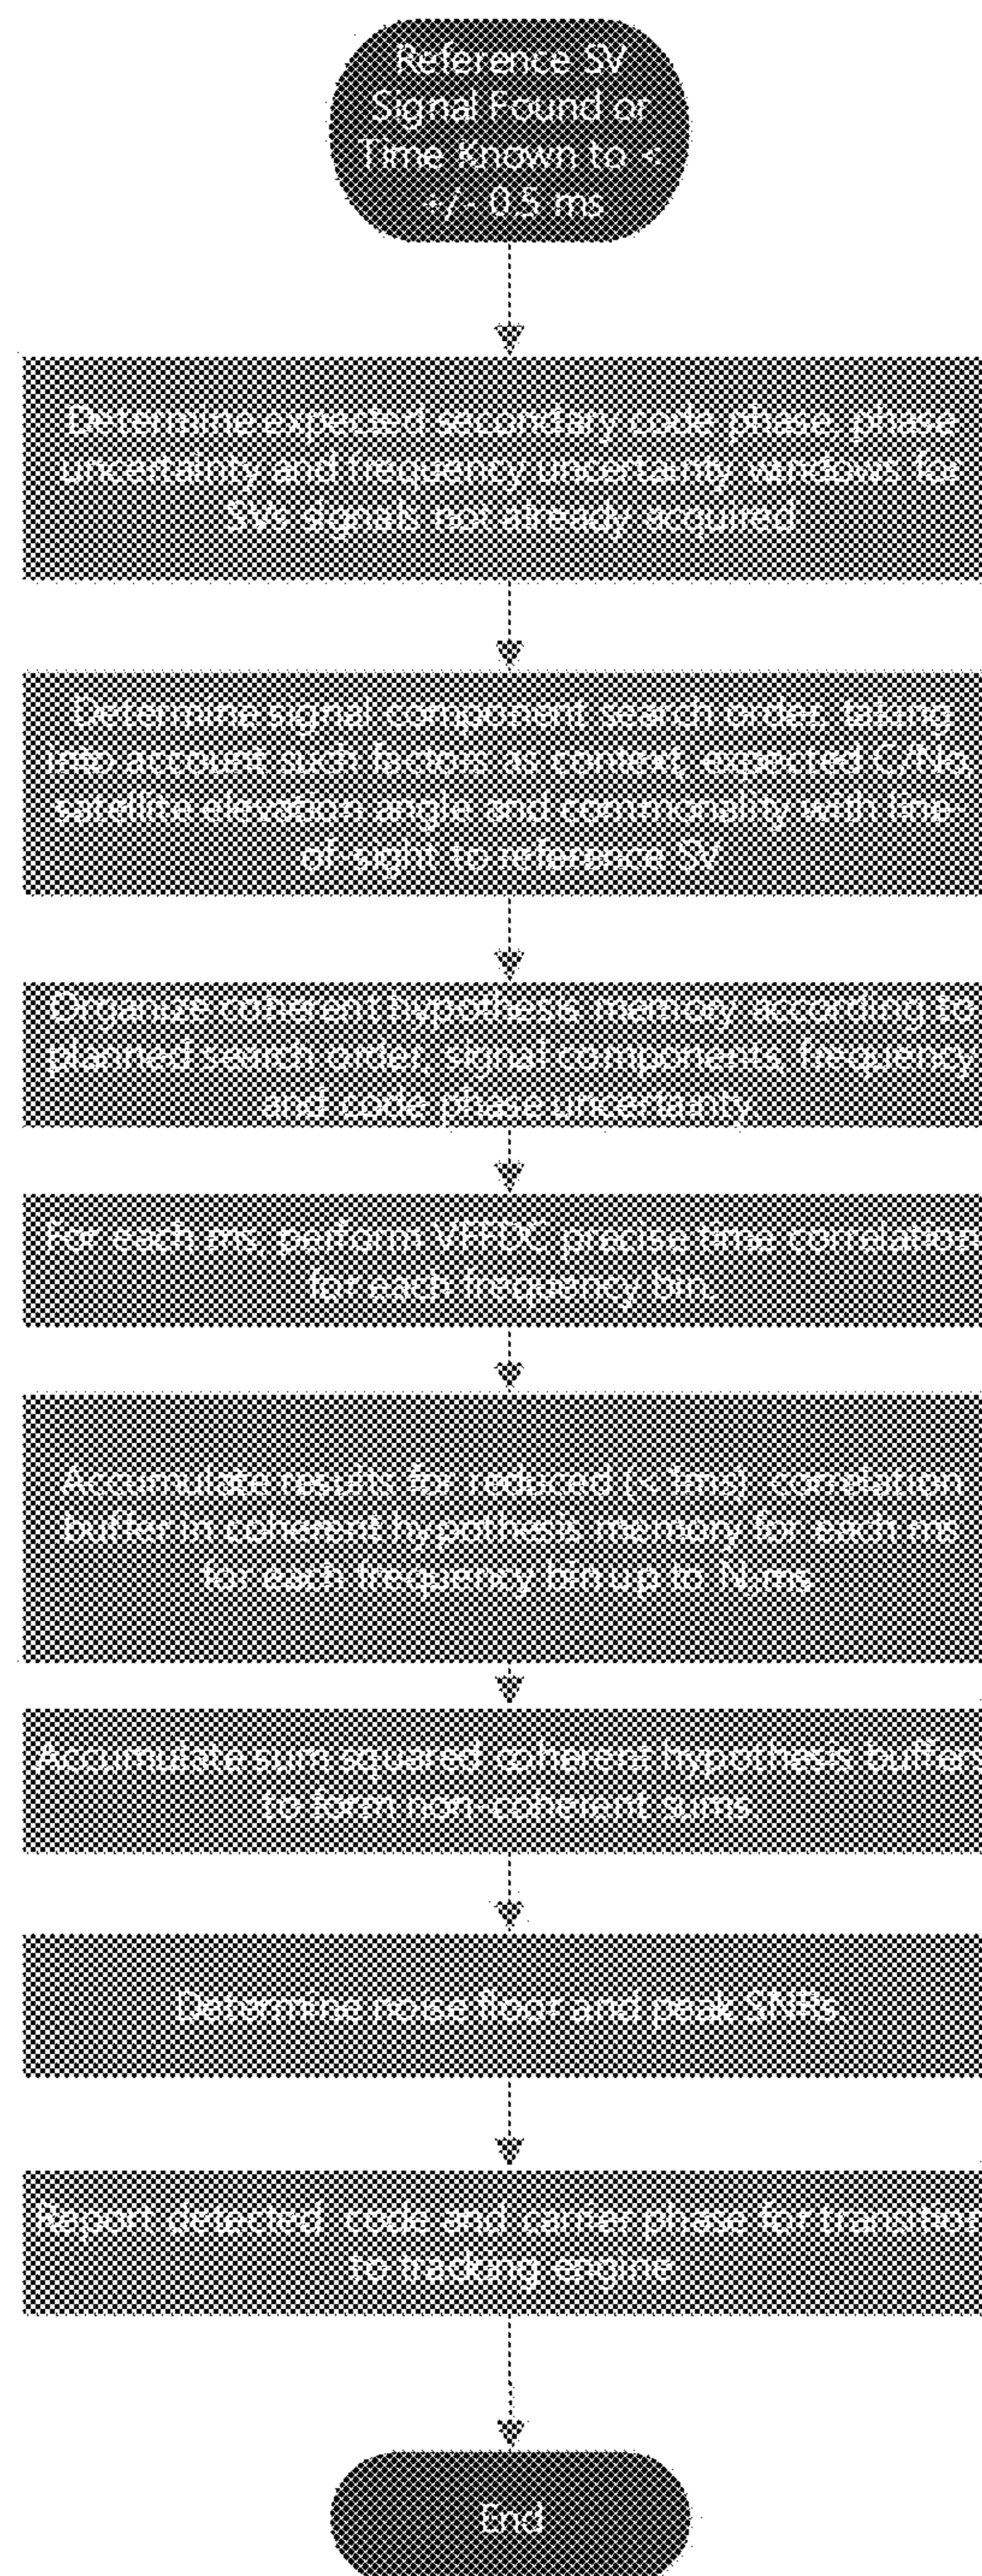 Reference SV
Signal Found or
Time Known to <
+/- 0.5 ms
Determine expected secondary code phase, phase
uncertainty and frequency uncertainty windows for
SVs signals not already acquired
Determine signal component search order, taking
into account such factors as context, expected C/No,
satellite elevation angle and commonality with line-
of-sight to reference SV
Organize coherent hypothesis memory according to
planned search order, signal components, frequency
and code phase uncertainty.
For each ms, perform precise time correlation
for each frequency bin.
Accumulate results for reduced (<1ms) correlation
buffer in coherent hypothesis memory for each ms
for each frequency bin up to N ms
Accumulate sum squared coherent hypothesis buffers
to form non-coherent sums
Determine noise floor and peak SNRs
Report detected code and carrier phase for transition
to tracking engine
End